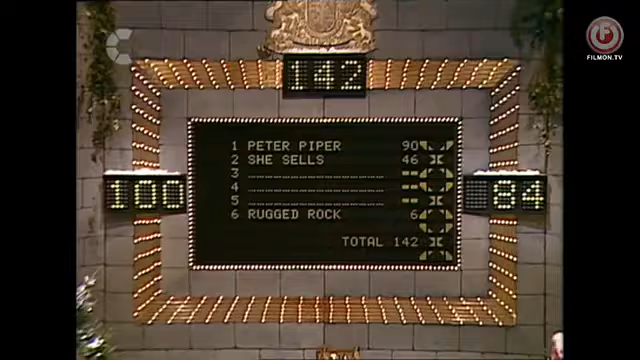 FILMON.TV
142
1 PETER PIPER 90
2 SHE SELLS 46
3 --
4 --
5 --
6 RUGGED ROCK 6
TOTAL 142
100
84